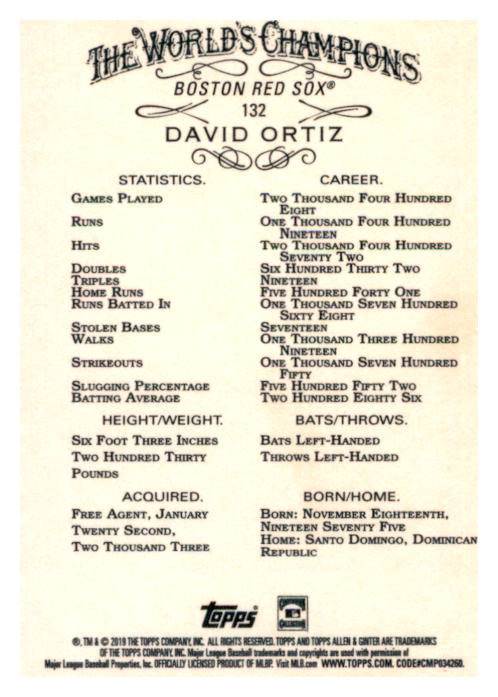 THE WORLD'S CHAMPIONS
BOSTON RED SOX®
132
DAVID ORTIZ
STATISTICS. CAREER.
GAMES PLAYED TWO THOUSAND FOUR HUNDRED
EIGHT
RUNS ONE THOUSAND FOUR HUNDRED
NINETEEN
HITS TWO THOUSAND FOUR HUNDRED
SEVENTY TWO
DOUBLES SIX HUNDRED THIRTY TWO
TRIPLES NINETEEN
HOME RUNS FIVE HUNDRED FORTY ONE
RUNS BATTED IN ONE THOUSAND SEVEN HUNDRED
SIXTY EIGHT
STOLEN BASES SEVENTEEN
WALKS ONE THOUSAND THREE HUNDRED
NINETEEN
STRIKEOUTS ONE THOUSAND SEVEN HUNDRED
FIFTY
SLUGGING PERCENTAGE FIVE HUNDRED FIFTY TWO
BATTING AVERAGE TWO HUNDRED EIGHTY SIX
HEIGHT/WEIGHT. BATS/THROWS.
SIX FOOT THREE INCHES BATS LEFT-HANDED
TWO HUNDRED THIRTY THROWS LEFT-HANDED
POUNDS
ACQUIRED. BORN/HOME.
FREE AGENT, JANUARY BORN: NOVEMBER EIGHTEENTH,
TWENTY SECOND, NINETEEN SEVENTY FIVE
TWO THOUSAND THREE HOME: SANTO DOMINGO, DOMINICAN
REPUBLIC
Topps
®, TM & © 2019 THE TOPPS COMPANY, INC. ALL RIGHTS RESERVED. TOPPS AND TOPPS ALLEN & GINTER ARE TRADEMARKS
OF THE TOPPS COMPANY, INC. Major League Baseball trademarks and copyrights are used with permission of
Major League Baseball Properties, Inc. OFFICIALLY LICENSED PRODUCT OF MLBP. Visit MLB.com WWW.TOPPS.COM. CODE#CMP034260.